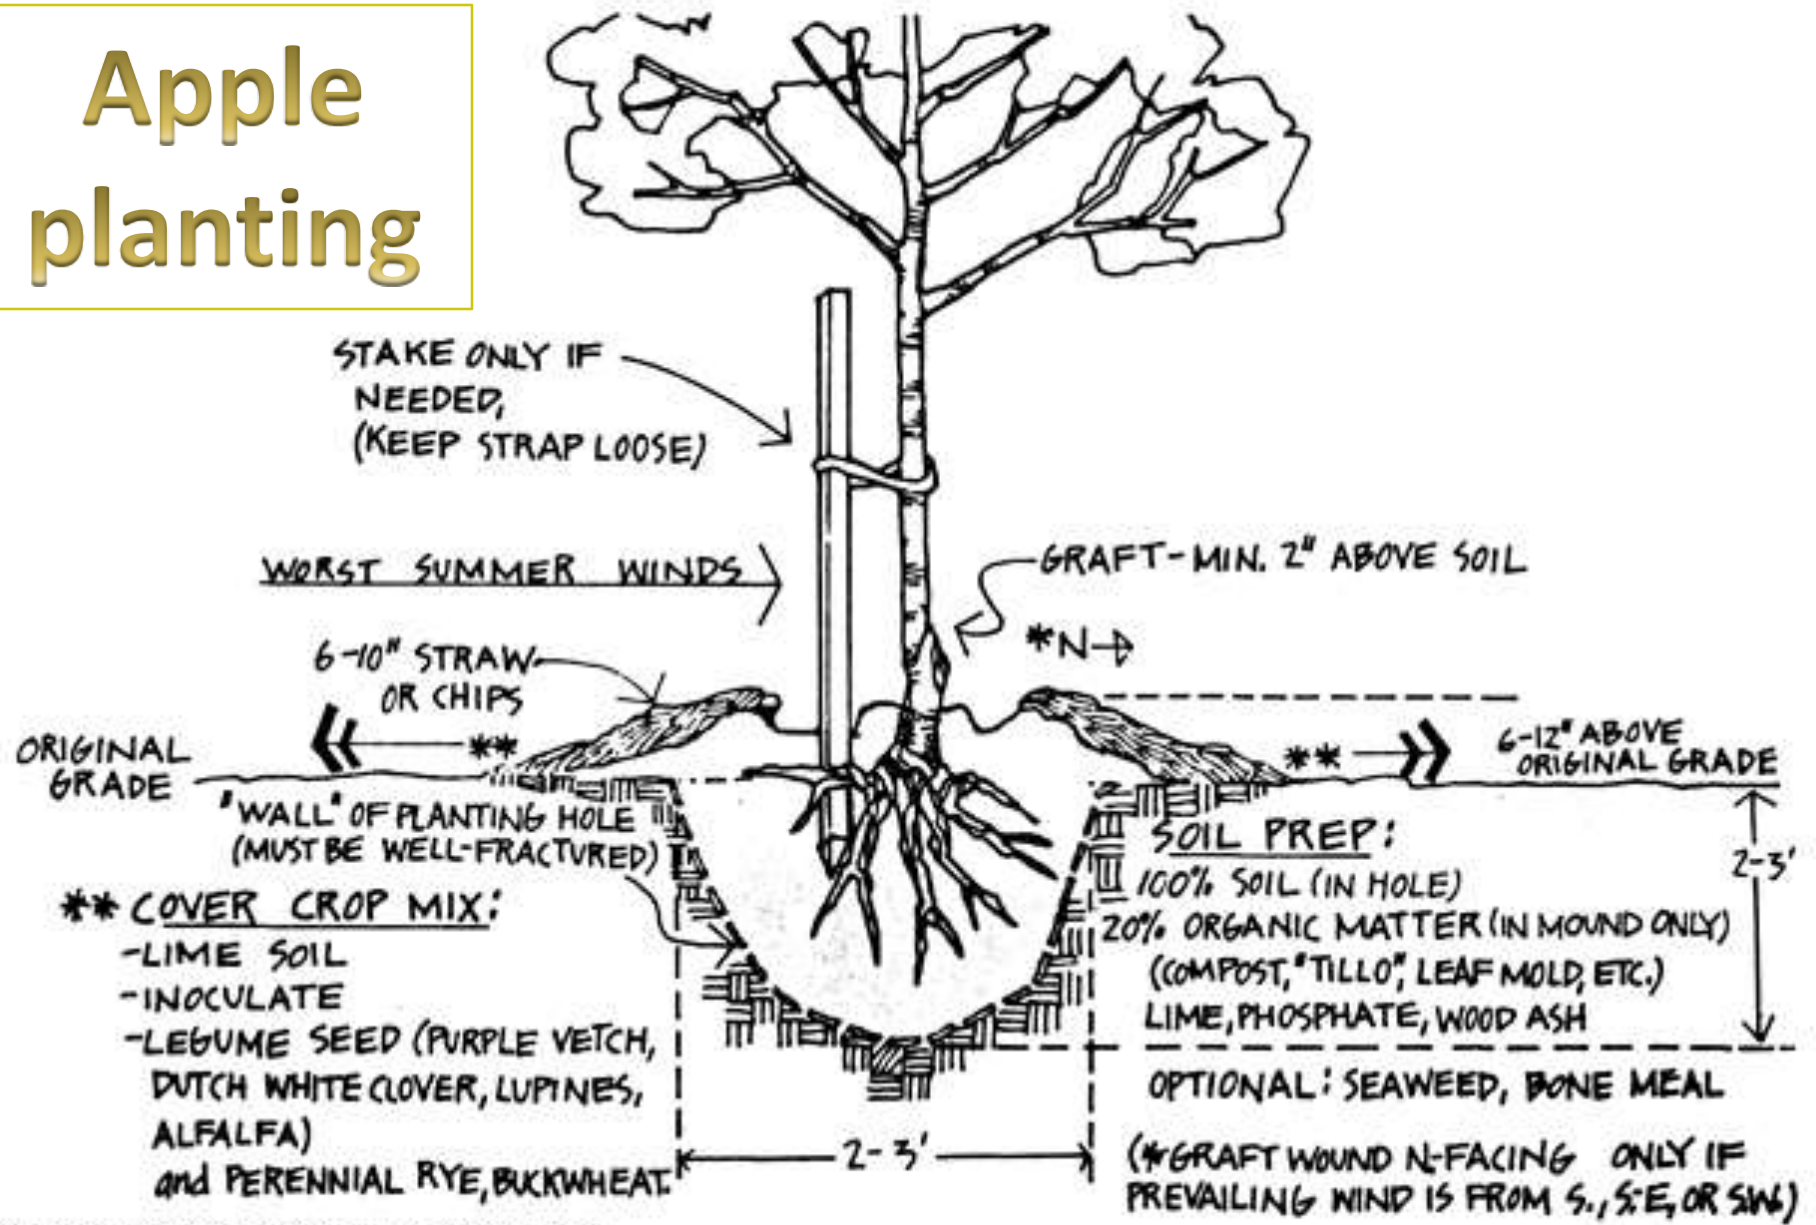 Apple
planting
STAKE ONLY IF
NEEDED,
(KEEP STRAP LOOSE)
WORST SUMMER WINDS
GRAFT-MIN. 2" ABOVE SOIL
*N
6-10" STRAW
OR CHIPS
**
ORIGINAL
GRADE
**
6-12" ABOVE
ORIGINAL GRADE
"WALL" OF PLANTING HOLE
(MUST BE WELL-FRACTURED)
** COVER CROP MIX:
-LIME SOIL
-INOCULATE
-LEGUME SEED (PURPLE VETCH,
DUTCH WHITE CLOVER, LUPINES,
ALFALFA)
and PERENNIAL RYE, BUCKWHEAT.
2-3'
SOIL PREP:
100% SOIL (IN HOLE)
20% ORGANIC MATTER (IN MOUND ONLY)
(COMPOST, "TILLO", LEAF MOLD, ETC.)
LIME, PHOSPHATE, WOOD ASH
2-3'
OPTIONAL: SEAWEED, BONE MEAL
(*GRAFT WOUND N-FACING ONLY IF
PREVAILING WIND IS FROM S., S.E, OR S.W.)